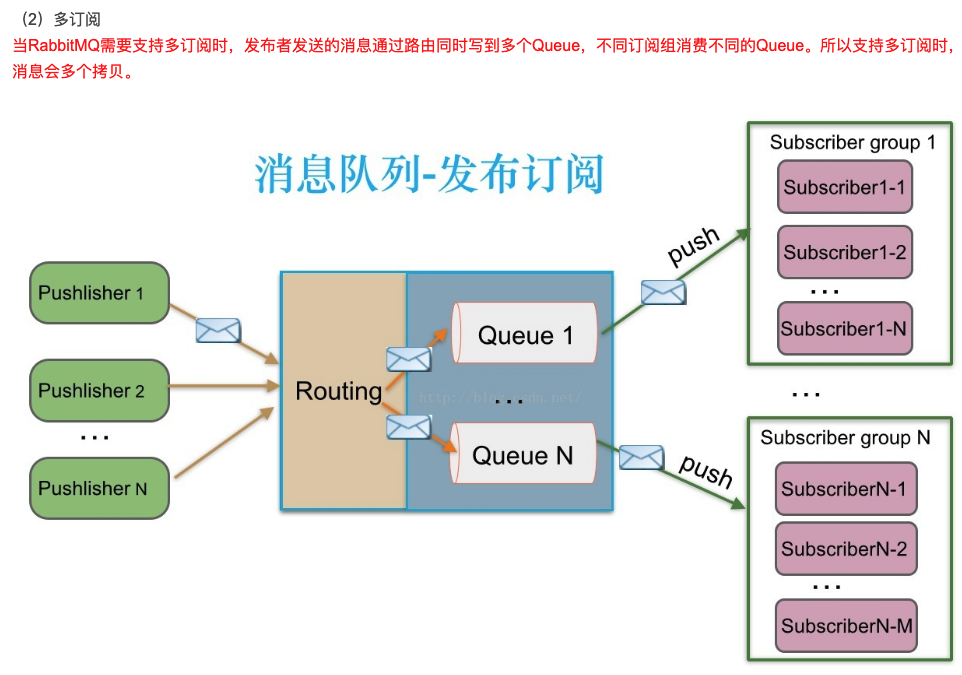 （2）多订阅
当RabbitMQ需要支持多订阅时，发布者发送的消息通过路由同时写到多个Queue，不同订阅组消费不同的Queue。所以支持多订阅时，
消息会多个拷贝。
消息队列-发布订阅
Pushlisher 1
Pushlisher 2
...
Pushlisher N
Routing
Queue 1
...
Queue N
push
push
Subscriber group 1
Subscriber1-1
Subscriber1-2
...
Subscriber1-N
...
Subscriber group N
SubscriberN-1
SubscriberN-2
...
SubscriberN-M